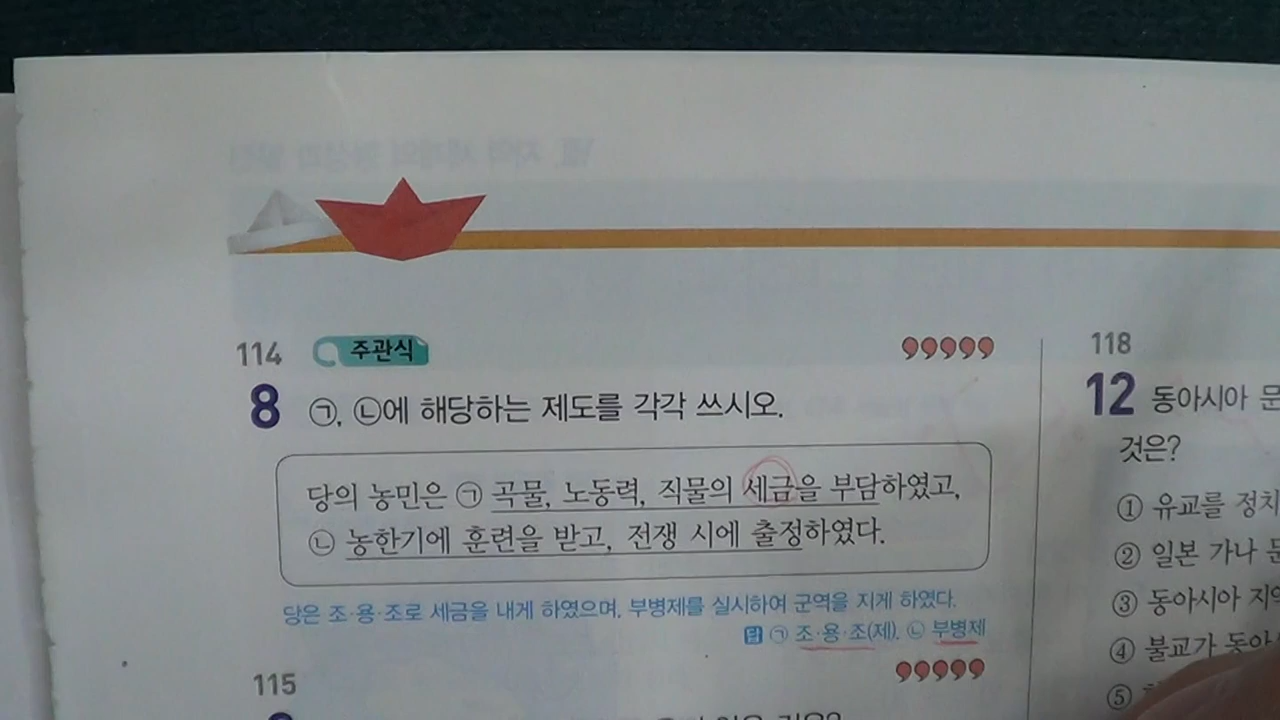 114 주관식
8 ㉠, ㉡에 해당하는 제도를 각각 쓰시오.
당의 농민은 ㉠ 곡물, 노동력, 직물의 세금을 부담하였고,
㉡ 농한기에 훈련을 받고, 전쟁 시에 출정하였다.
당은 조·용·조로 세금을 내게 하였으며, 부병제를 실시하여 군역을 지게 하였다.
답 ㉠ 조·용·조(제), ㉡ 부병제
115
118
12 동아시아 문
것은?
① 유교를 정치
② 일본 가나 문
③ 동아시아 지역
④ 불교가 동아시
⑤